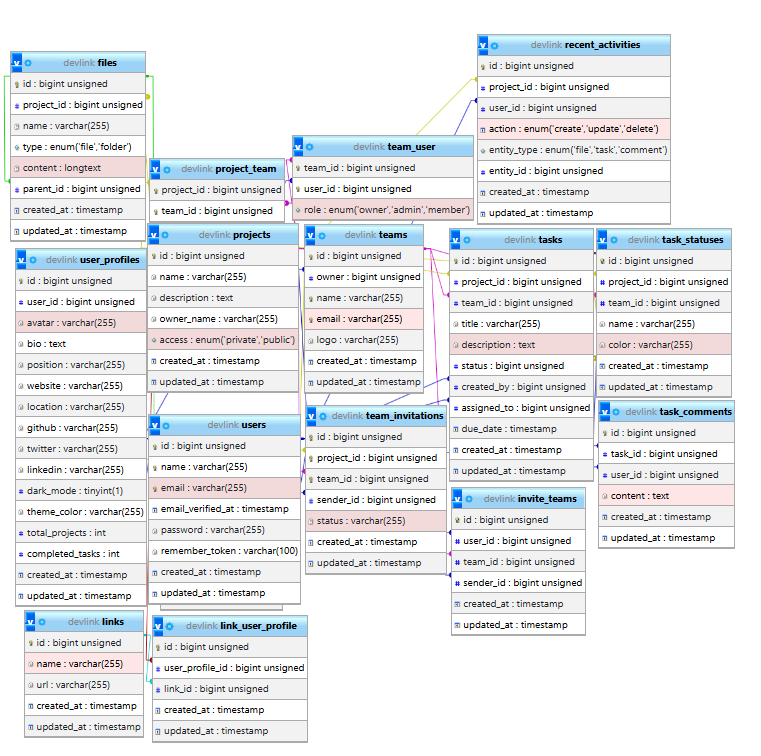 devlink files
id : bigint unsigned
project_id : bigint unsigned
name : varchar(255)
type : enum('file','folder')
content : longtext
parent_id : bigint unsigned
created_at : timestamp
updated_at : timestamp
devlink project_team
project_id : bigint unsigned
team_id : bigint unsigned
devlink team_user
team_id : bigint unsigned
user_id : bigint unsigned
role : enum('owner','admin','member')
devlink recent_activities
id : bigint unsigned
project_id : bigint unsigned
user_id : bigint unsigned
action : enum('create','update','delete')
entity_type : enum('file','task','comment')
entity_id : bigint unsigned
created_at : timestamp
updated_at : timestamp
devlink user_profiles
id : bigint unsigned
user_id : bigint unsigned
avatar : varchar(255)
bio : text
position : varchar(255)
website : varchar(255)
location : varchar(255)
github : varchar(255)
twitter : varchar(255)
linkedin : varchar(255)
dark_mode : tinyint(1)
theme_color : varchar(255)
total_projects : int
completed_tasks : int
created_at : timestamp
updated_at : timestamp
devlink projects
id : bigint unsigned
name : varchar(255)
description : text
owner_name : varchar(255)
access : enum('private','public')
created_at : timestamp
updated_at : timestamp
devlink teams
id : bigint unsigned
owner : bigint unsigned
name : varchar(255)
email : varchar(255)
logo : varchar(255)
created_at : timestamp
updated_at : timestamp
devlink tasks
id : bigint unsigned
project_id : bigint unsigned
team_id : bigint unsigned
title : varchar(255)
description : text
status : bigint unsigned
created_by : bigint unsigned
assigned_to : bigint unsigned
due_date : timestamp
created_at : timestamp
updated_at : timestamp
devlink task_statuses
id : bigint unsigned
project_id : bigint unsigned
team_id : bigint unsigned
name : varchar(255)
color : varchar(255)
created_at : timestamp
updated_at : timestamp
devlink users
id : bigint unsigned
name : varchar(255)
email : varchar(255)
email_verified_at : timestamp
password : varchar(255)
remember_token : varchar(100)
created_at : timestamp
updated_at : timestamp
devlink team_invitations
id : bigint unsigned
project_id : bigint unsigned
team_id : bigint unsigned
sender_id : bigint unsigned
status : varchar(255)
created_at : timestamp
updated_at : timestamp
devlink task_comments
id : bigint unsigned
task_id : bigint unsigned
user_id : bigint unsigned
content : text
created_at : timestamp
updated_at : timestamp
devlink invite_teams
id : bigint unsigned
user_id : bigint unsigned
team_id : bigint unsigned
sender_id : bigint unsigned
created_at : timestamp
updated_at : timestamp
devlink links
id : bigint unsigned
name : varchar(255)
url : varchar(255)
created_at : timestamp
updated_at : timestamp
devlink link_user_profile
id : bigint unsigned
user_profile_id : bigint unsigned
link_id : bigint unsigned
created_at : timestamp
updated_at : timestamp